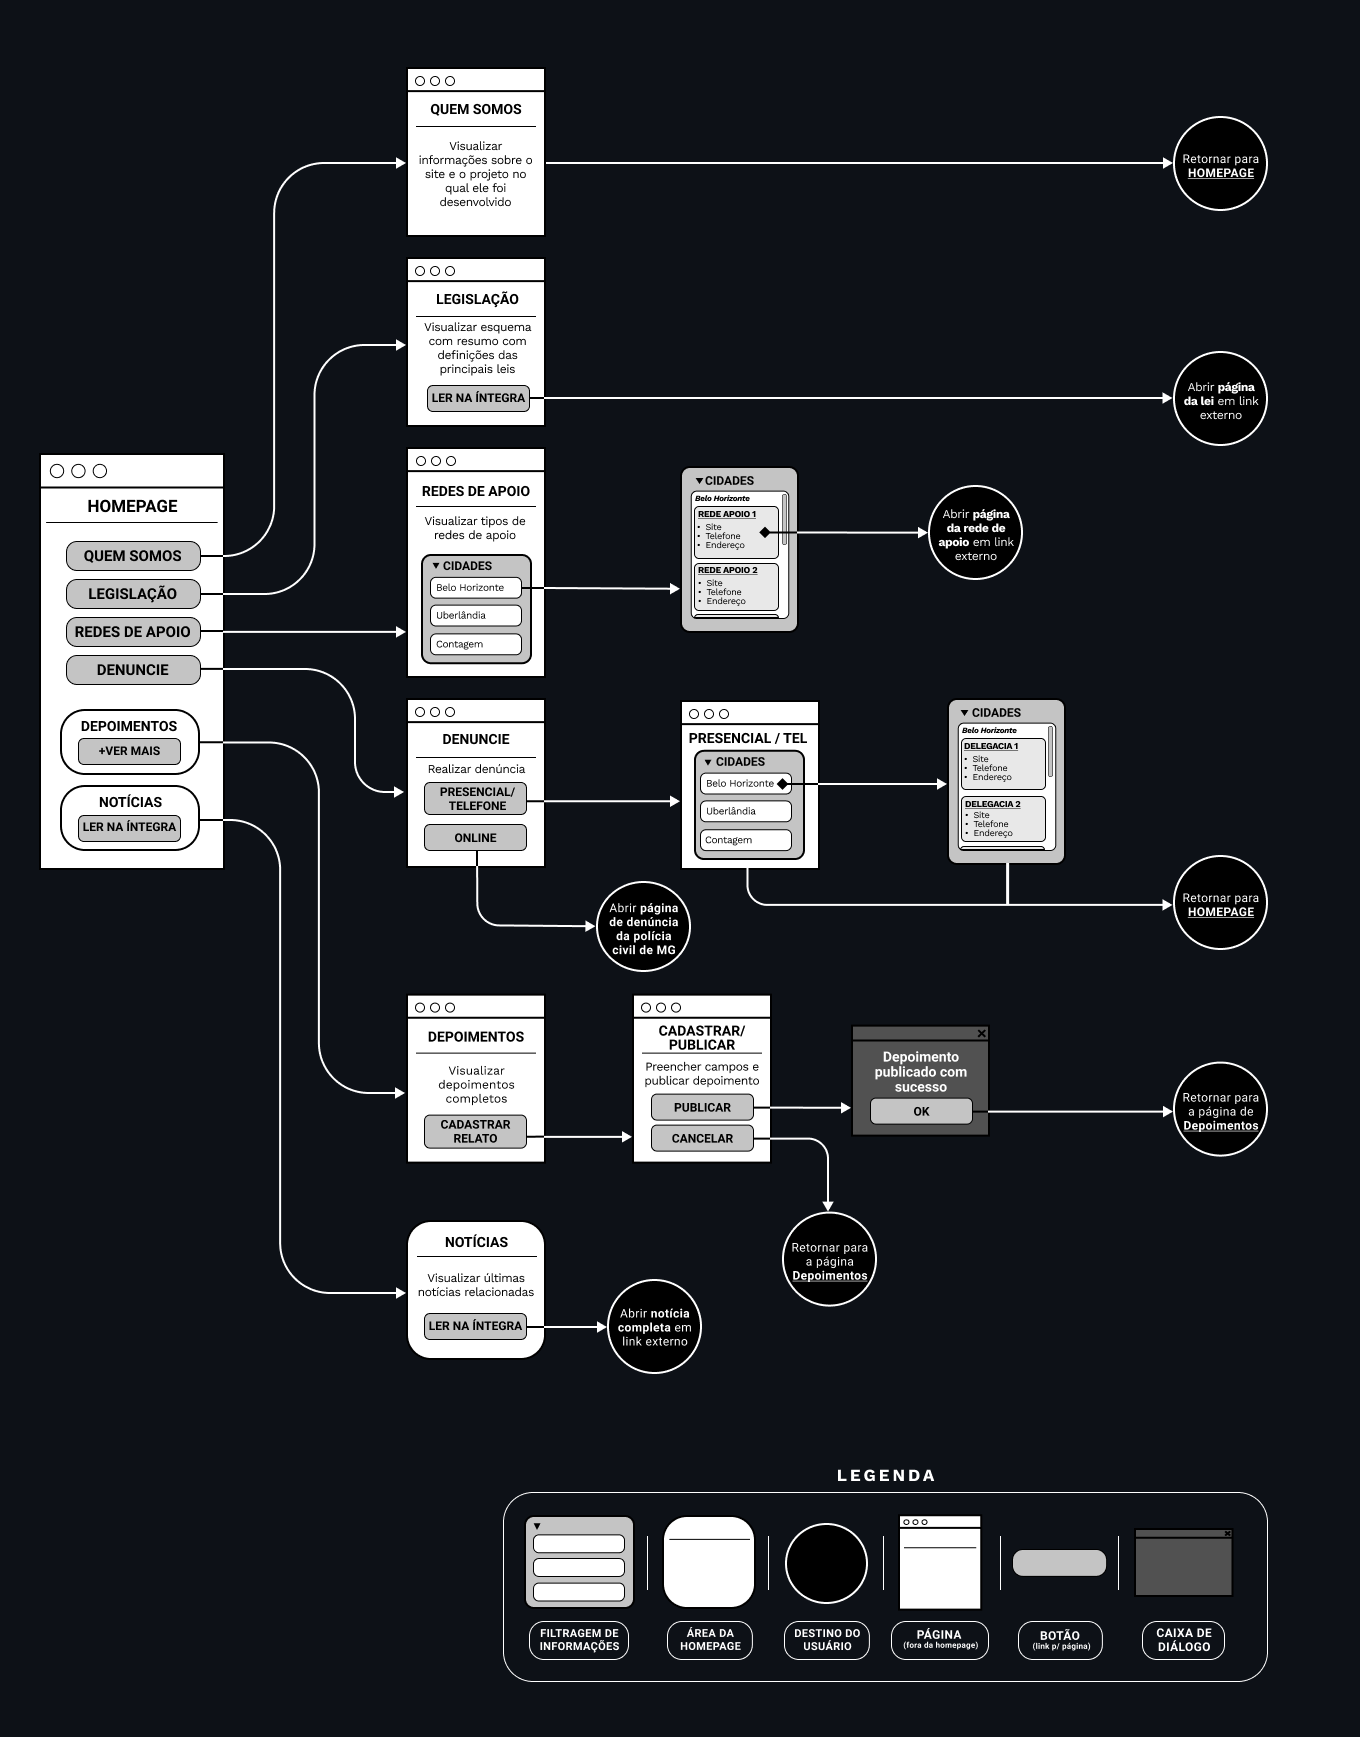 QUEM SOMOS
Visualizar
informações sobre o
site e o projeto no
qual ele foi
desenvolvido
Retornar para
HOMEPAGE
LEGISLAÇÃO
Visualizar esquema
com resumo com
definições das
principais leis
LER NA ÍNTEGRA
Abrir página
da lei em link
externo
HOMEPAGE
QUEM SOMOS
LEGISLAÇÃO
REDES DE APOIO
DENUNCIE
DEPOIMENTOS
+VER MAIS
NOTÍCIAS
LER NA ÍNTEGRA
REDES DE APOIO
Visualizar tipos de
redes de apoio
CIDADES
Belo Horizonte
Uberlândia
Contagem
CIDADES
Belo Horizonte
REDE APOIO 1
• Site
• Telefone
• Endereço
REDE APOIO 2
• Site
• Telefone
• Endereço
Abrir página
da rede de
apoio em link
externo
DENUNCIE
Realizar denúncia
PRESENCIAL/
TELEFONE
ONLINE
Abrir página
de denúncia
da polícia
civil de MG
PRESENCIAL / TEL
CIDADES
Belo Horizonte
Uberlândia
Contagem
CIDADES
Belo Horizonte
DELEGACIA 1
• Site
• Telefone
• Endereço
DELEGACIA 2
• Site
• Telefone
• Endereço
Retornar para
HOMEPAGE
DEPOIMENTOS
Visualizar
depoimentos
completos
CADASTRAR
RELATO
CADASTRAR/
PUBLICAR
Preencher campos e
publicar depoimento
PUBLICAR
CANCELAR
Depoimento
publicado com
sucesso
OK
Retornar para
a página de
Depoimentos
Retornar para
a página
Depoimentos
NOTÍCIAS
Visualizar últimas
notícias relacionadas
LER NA ÍNTEGRA
Abrir notícia
completa em
link externo
LEGENDA
FILTRAGEM DE
INFORMAÇÕES
ÁREA DA
HOMEPAGE
DESTINO DO
USUÁRIO
PÁGINA
(fora da homepage)
BOTÃO
(link p/ página)
CAIXA DE
DIÁLOGO